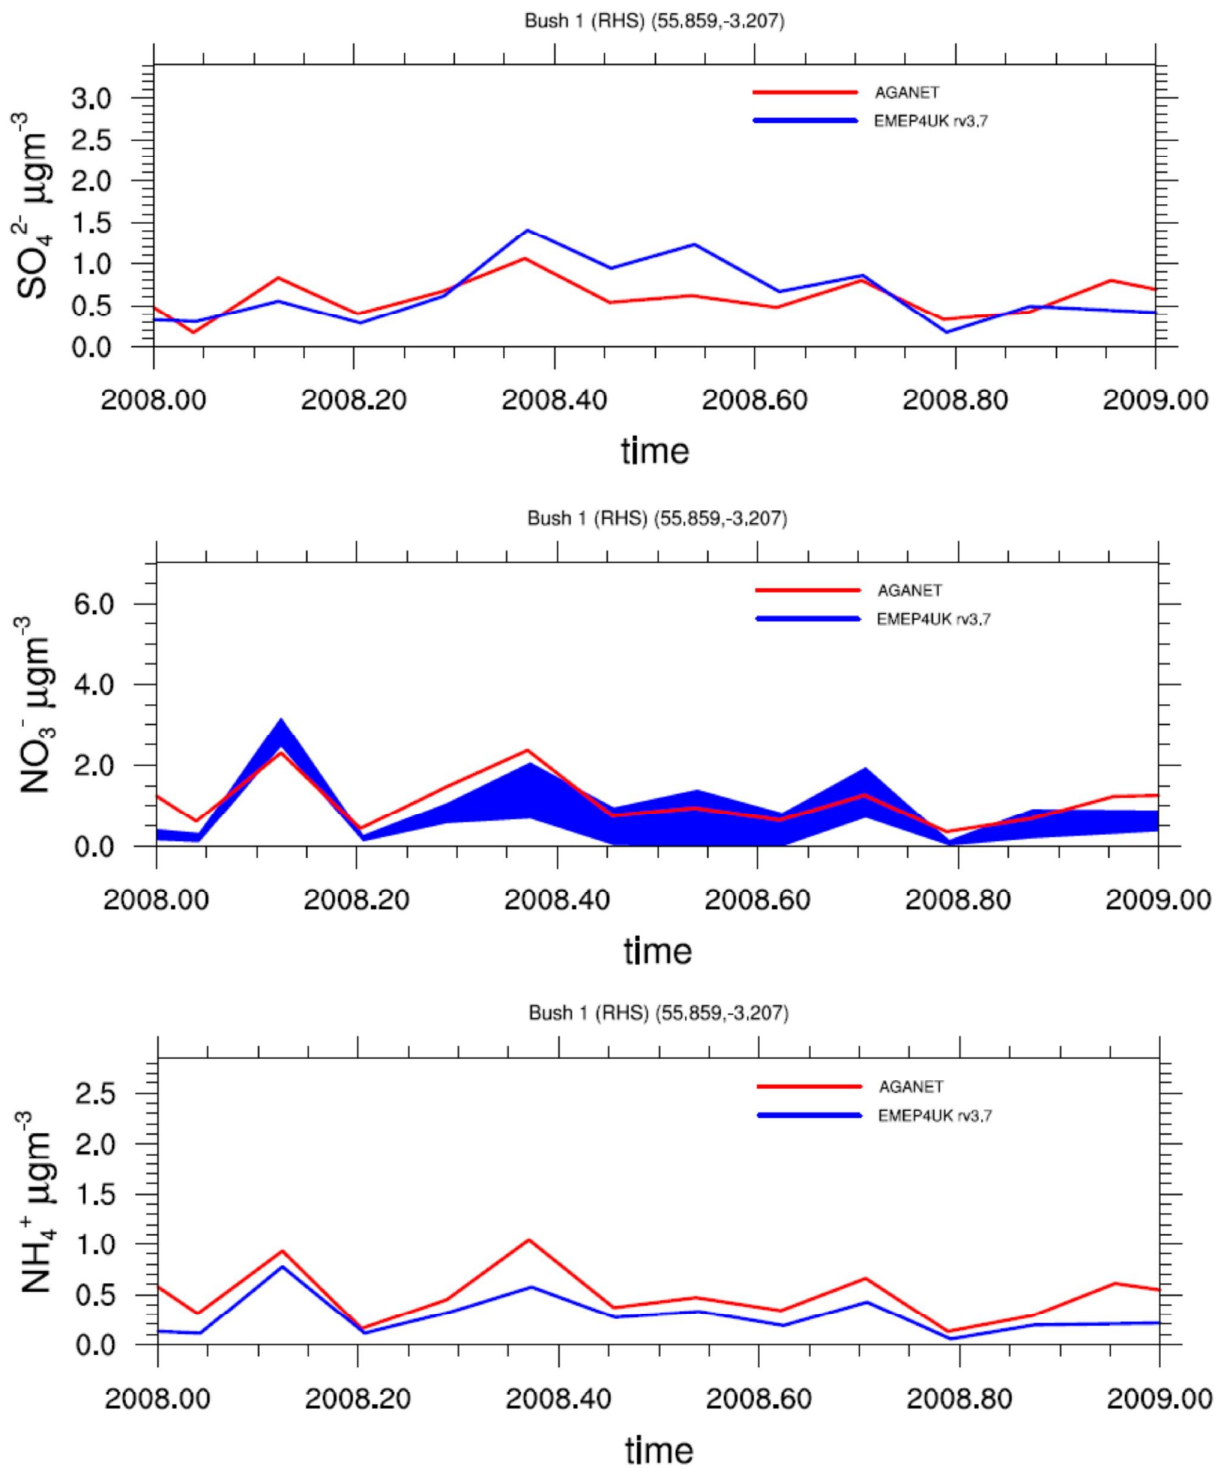 Bush 1 (RHS) (55.859,-3.207)
AGANET
EMEP4UK rv3.7
SO₄²⁻ μgm⁻³
3.0
2.5
2.0
1.5
1.0
0.5
0.0
2008.00 2008.20 2008.40 2008.60 2008.80 2009.00
time
Bush 1 (RHS) (55.859,-3.207)
AGANET
EMEP4UK rv3.7
NO₃⁻ μgm⁻³
6.0
4.0
2.0
0.0
2008.00 2008.20 2008.40 2008.60 2008.80 2009.00
time
Bush 1 (RHS) (55.859,-3.207)
AGANET
EMEP4UK rv3.7
NH₄⁺ μgm⁻³
2.5
2.0
1.5
1.0
0.5
0.0
2008.00 2008.20 2008.40 2008.60 2008.80 2009.00
time